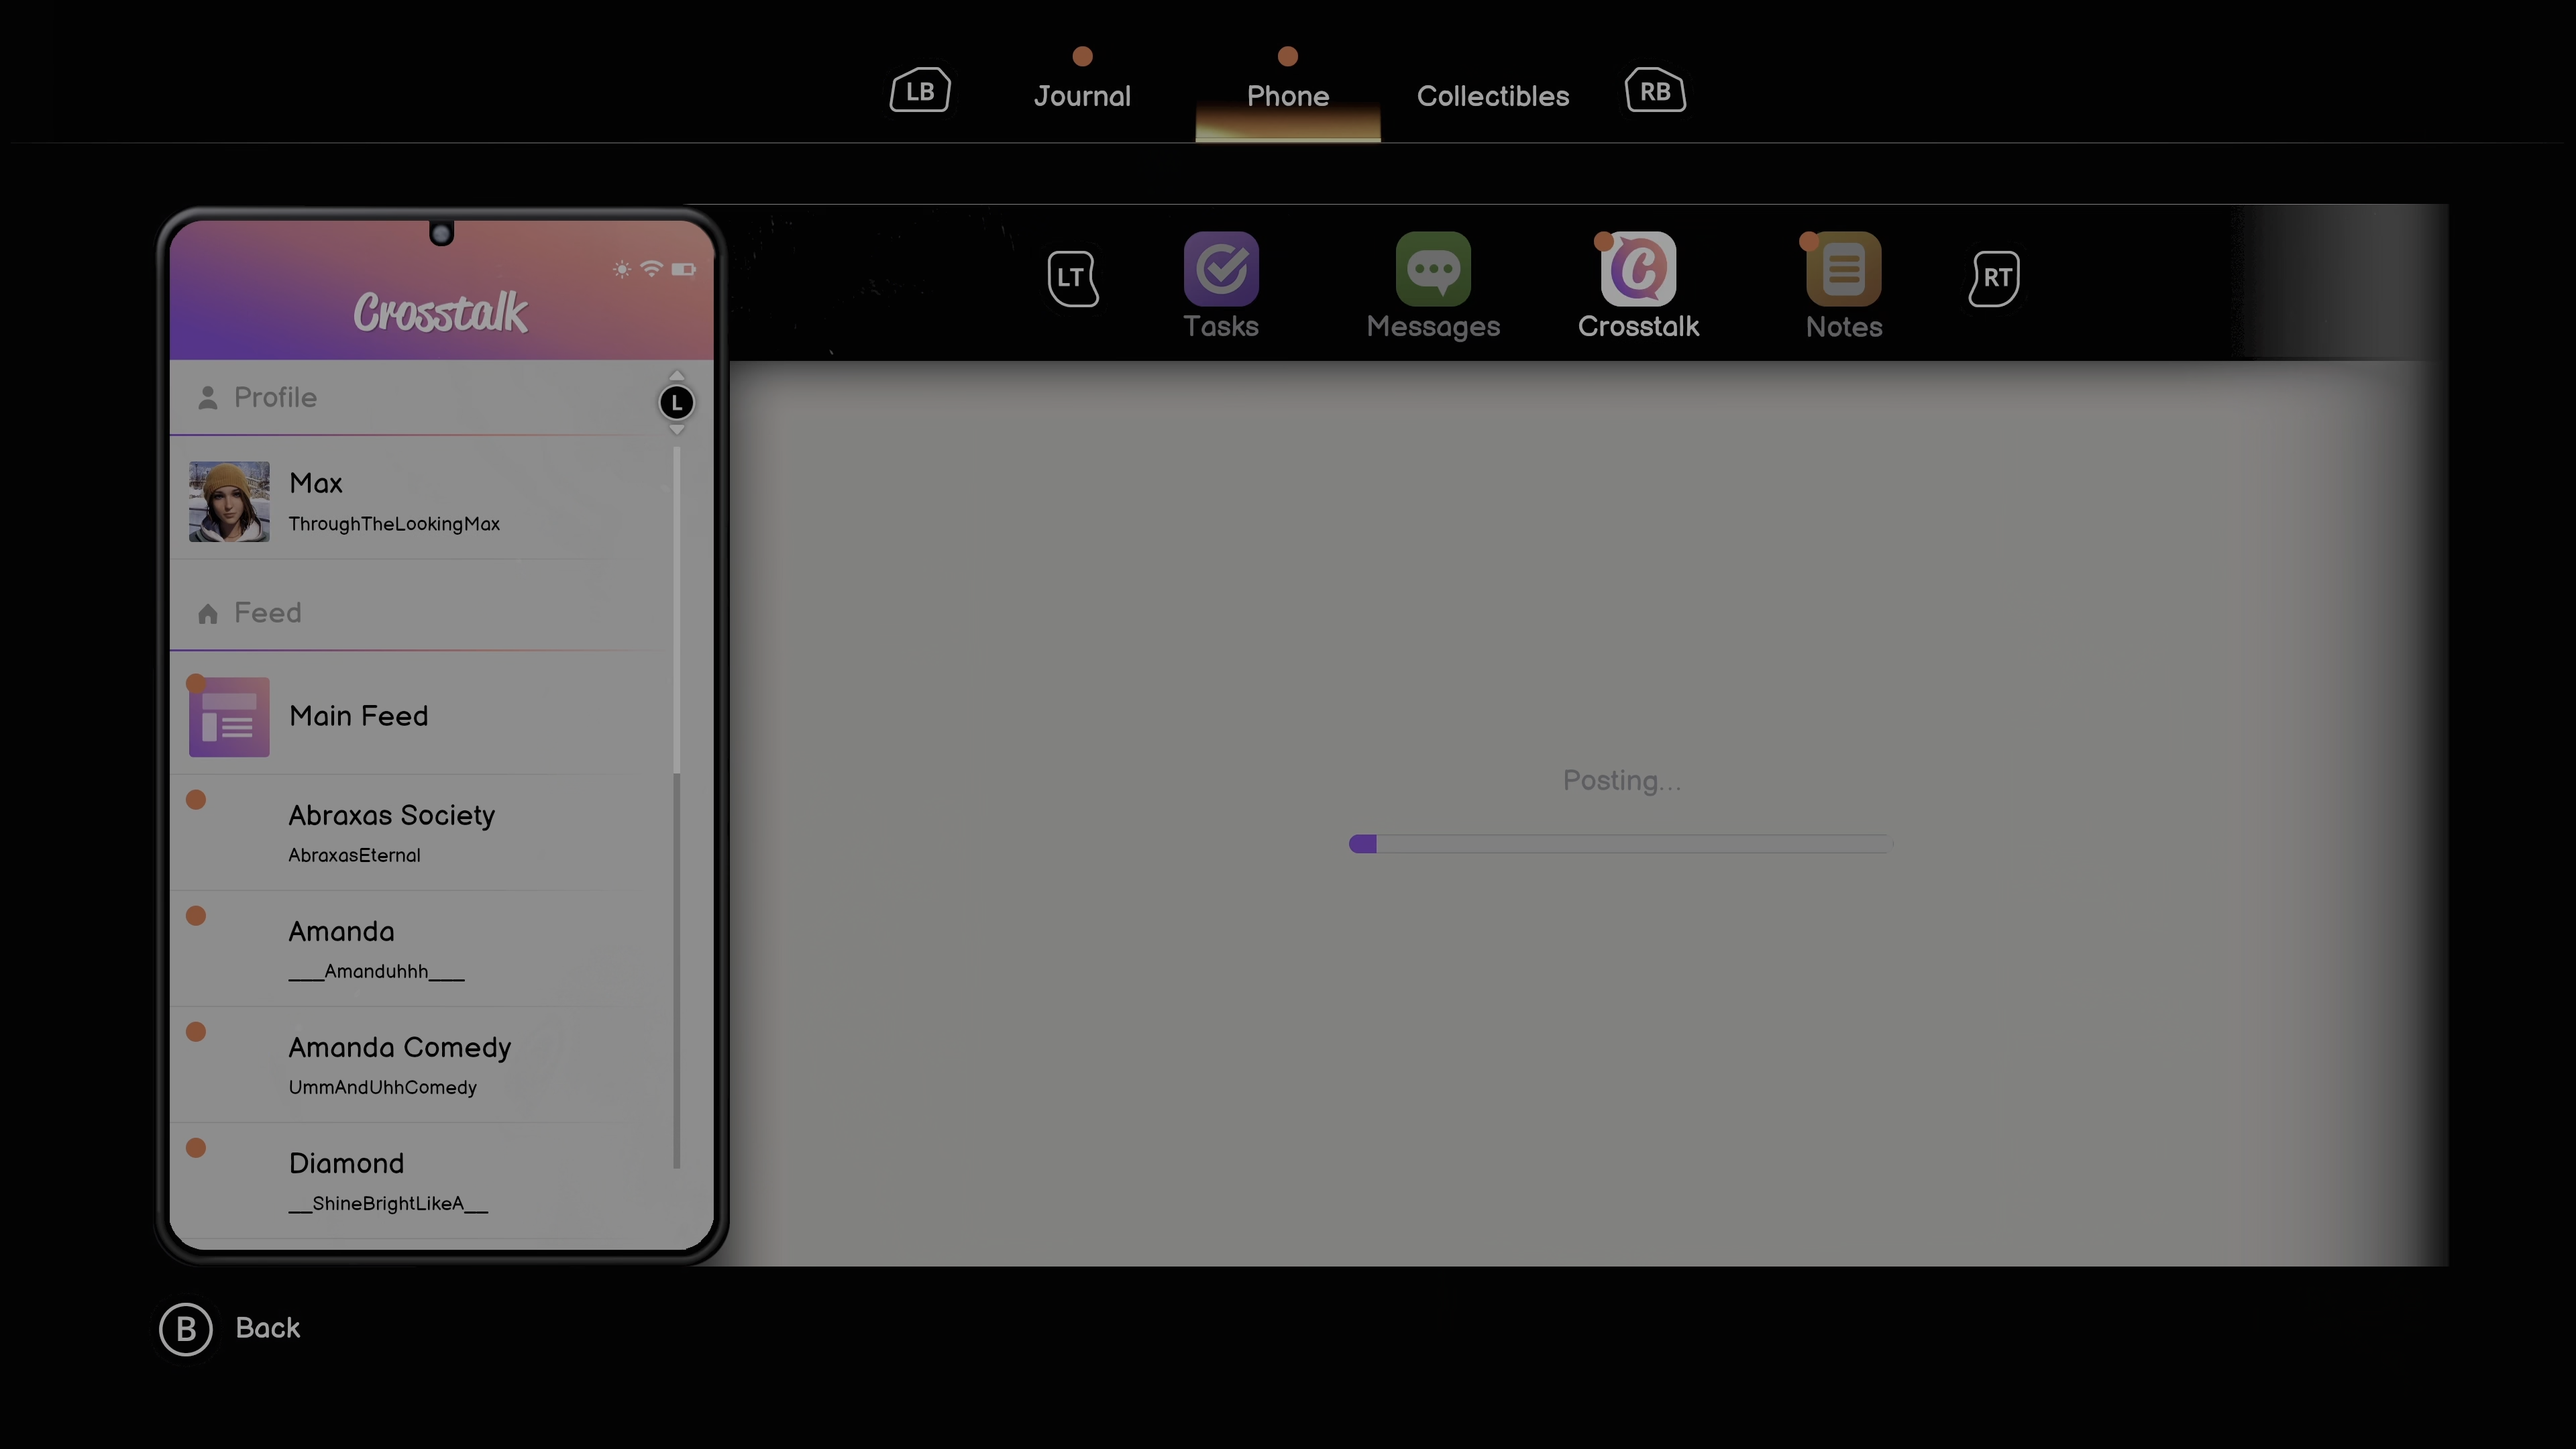 LB
Journal
Phone
Collectibles
RB
Crosstalk
LT
Tasks
Messages
Crosstalk
Notes
RT
Profile
L
Max
ThroughTheLookingMax
Feed
Main Feed
Abraxas Society
AbraxasEternal
Amanda
___Amanduhhh___
Amanda Comedy
UmmAndUhhComedy
Diamond
__ShineBrightLikeA__
Posting...
B Back